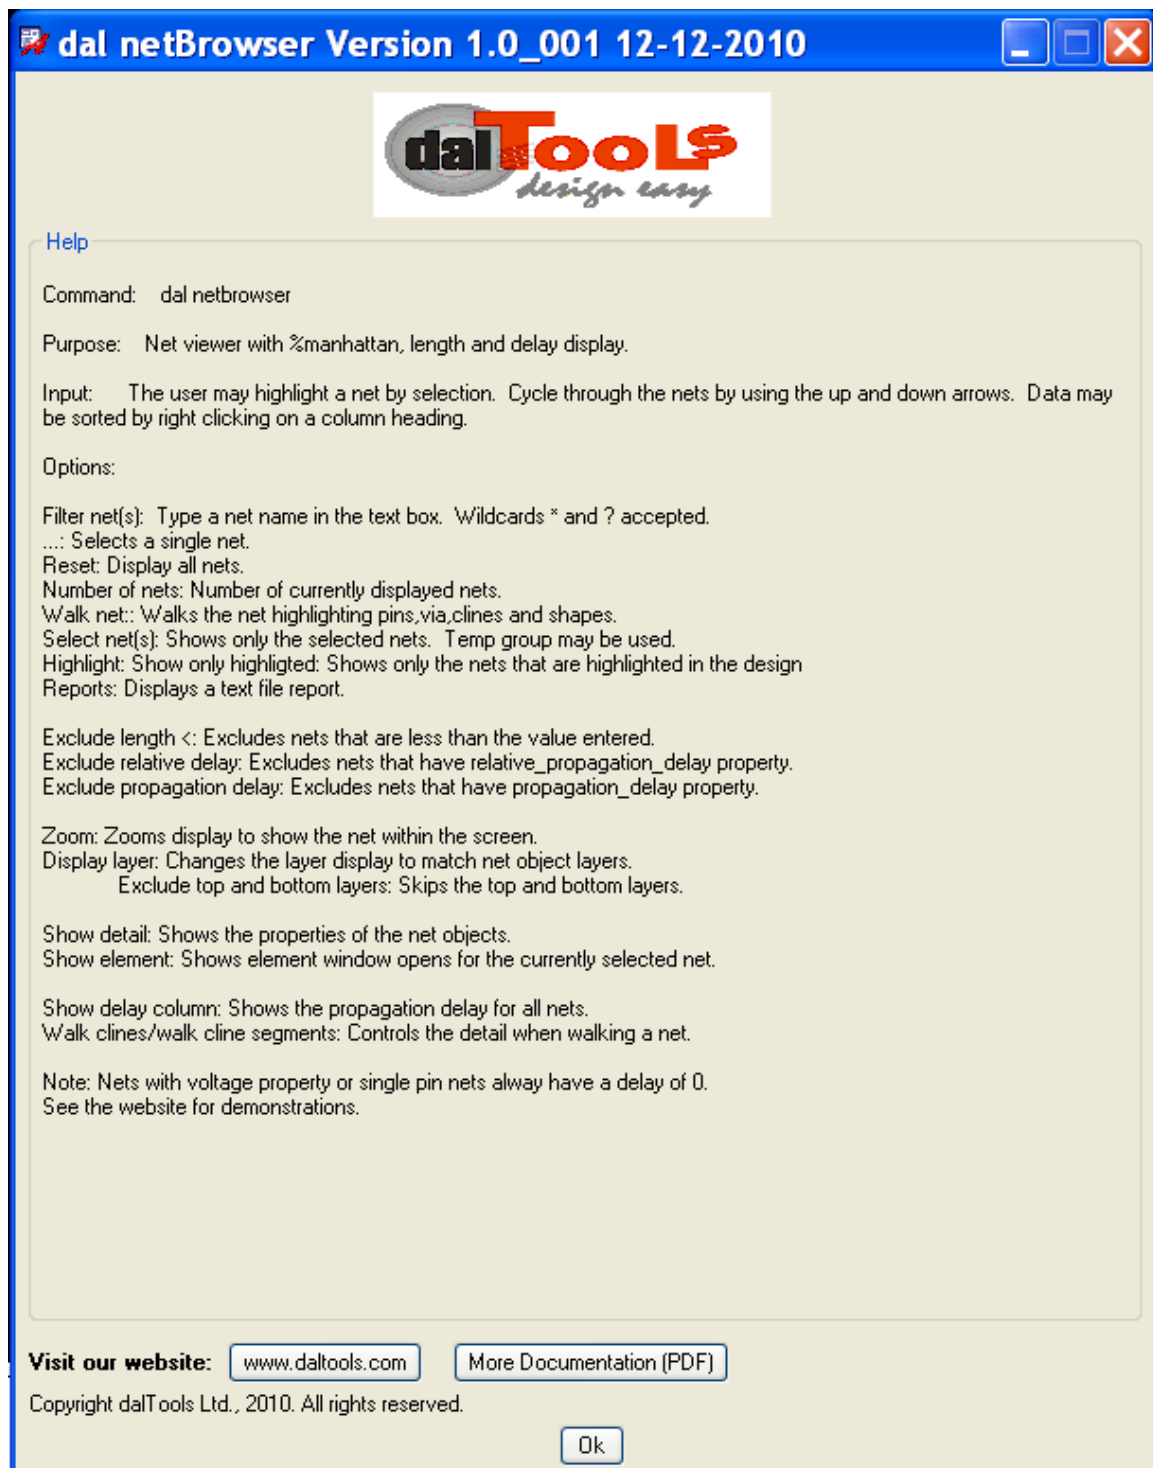 dal netBrowser Version 1.0_001 12-12-2010
dalTooLS
design easy
Help
Command: dal netbrowser
Purpose: Net viewer with %manhattan, length and delay display.
Input: The user may highlight a net by selection. Cycle through the nets by using the up and down arrows. Data may
be sorted by right clicking on a column heading.
Options:
Filter net(s): Type a net name in the text box. Wildcards * and ? accepted.
...: Selects a single net.
Reset: Display all nets.
Number of nets: Number of currently displayed nets.
Walk net:: Walks the net highlighting pins,via,clines and shapes.
Select net(s): Shows only the selected nets. Temp group may be used.
Highlight: Show only highligted: Shows only the nets that are highlighted in the design
Reports: Displays a text file report.
Exclude length <: Excludes nets that are less than the value entered.
Exclude relative delay: Excludes nets that have relative_propagation_delay property.
Exclude propagation delay: Excludes nets that have propagation_delay property.
Zoom: Zooms display to show the net within the screen.
Display layer: Changes the layer display to match net object layers.
Exclude top and bottom layers: Skips the top and bottom layers.
Show detail: Shows the properties of the net objects.
Show element: Shows element window opens for the currently selected net.
Show delay column: Shows the propagation delay for all nets.
Walk clines/walk cline segments: Controls the detail when walking a net.
Note: Nets with voltage property or single pin nets alway have a delay of 0.
See the website for demonstrations.
Visit our website: www.daltools.com More Documentation (PDF)
Copyright dalTools Ltd., 2010. All rights reserved.
Ok